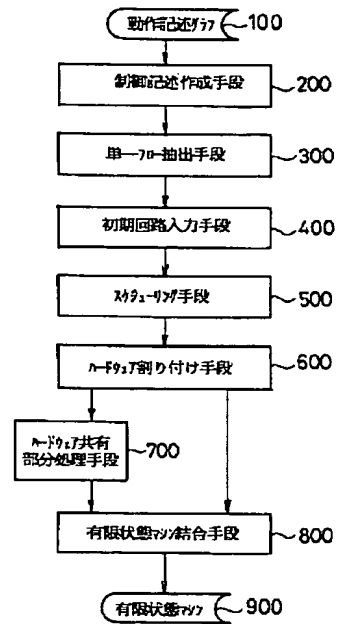 動作記述グラフ 100
制御記述作成手段 200
単一フロー抽出手段 300
初期回路入力手段 400
スケジューリング手段 500
ハードウェア割り付け手段 600
ハードウェア共有
部分処理手段 700
有限状態マシン結合手段 800
有限状態マシン 900